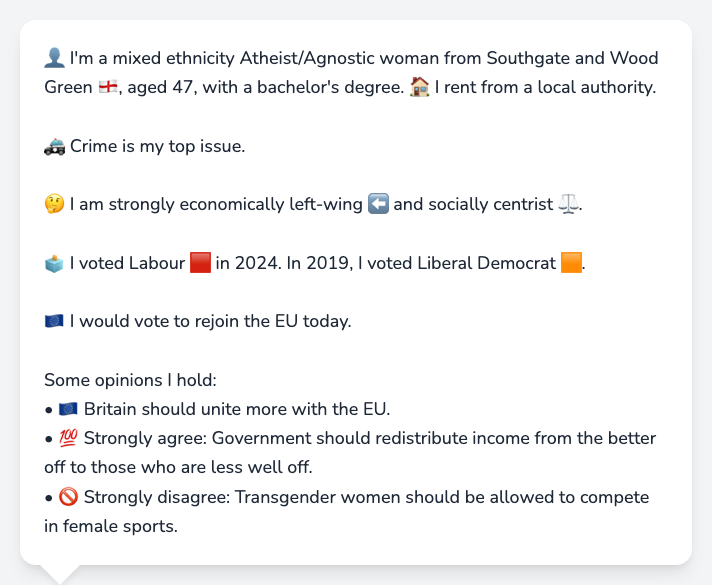 👤 I'm a mixed ethnicity Atheist/Agnostic woman from Southgate and Wood
Green 🏴󠁧󠁢󠁥󠁮󠁧󠁿, aged 47, with a bachelor's degree. 🏠 I rent from a local authority.
🚓 Crime is my top issue.
🤔 I am strongly economically left-wing ⬅️ and socially centrist ⚖️.
🗳️ I voted Labour 🟥 in 2024. In 2019, I voted Liberal Democrat 🟧.
🇪🇺 I would vote to rejoin the EU today.
Some opinions I hold:
• 🇪🇺 Britain should unite more with the EU.
• 💯 Strongly agree: Government should redistribute income from the better
off to those who are less well off.
• 🚫 Strongly disagree: Transgender women should be allowed to compete
in female sports.